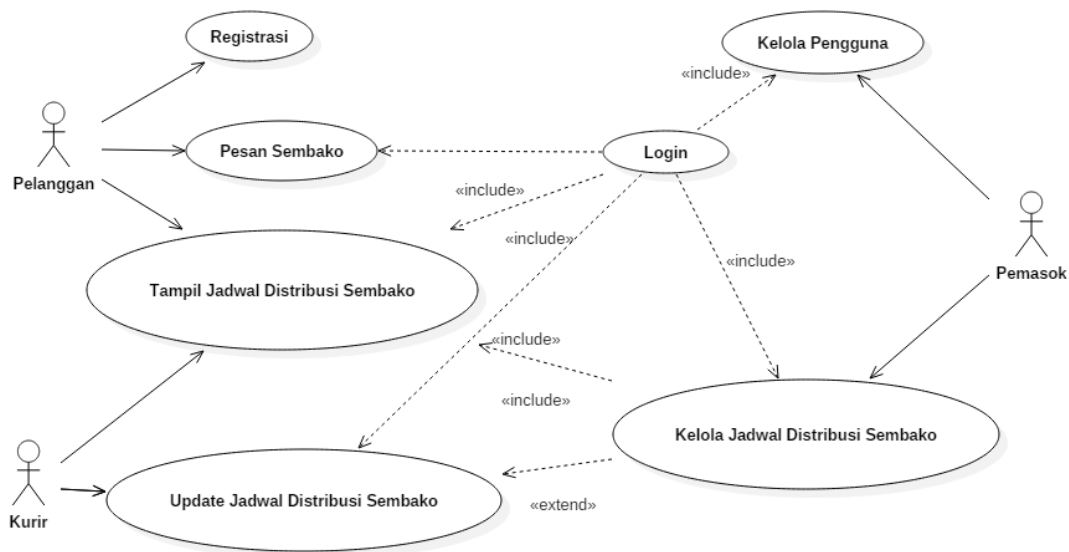 Registrasi
Kelola Pengguna
«include»
Pesan Sembako
Login
Pelanggan
«include»
«include»
«include»
Pemasok
Tampil Jadwal Distribusi Sembako
«include»
«include»
Kelola Jadwal Distribusi Sembako
Update Jadwal Distribusi Sembako
«extend»
Kurir